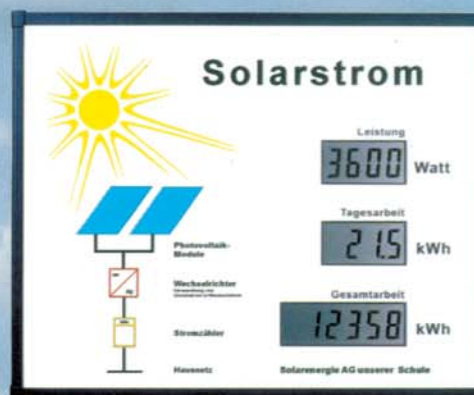 Solarstrom
Leistung
3600 Watt
Tagesarbeit
21.5 kWh
Photovoltaik-
Module
Wechselrichter
Gesamtarbeit
12358 kWh
Stromzähler
Hausnetz
Solarenergie AG unserer Schule